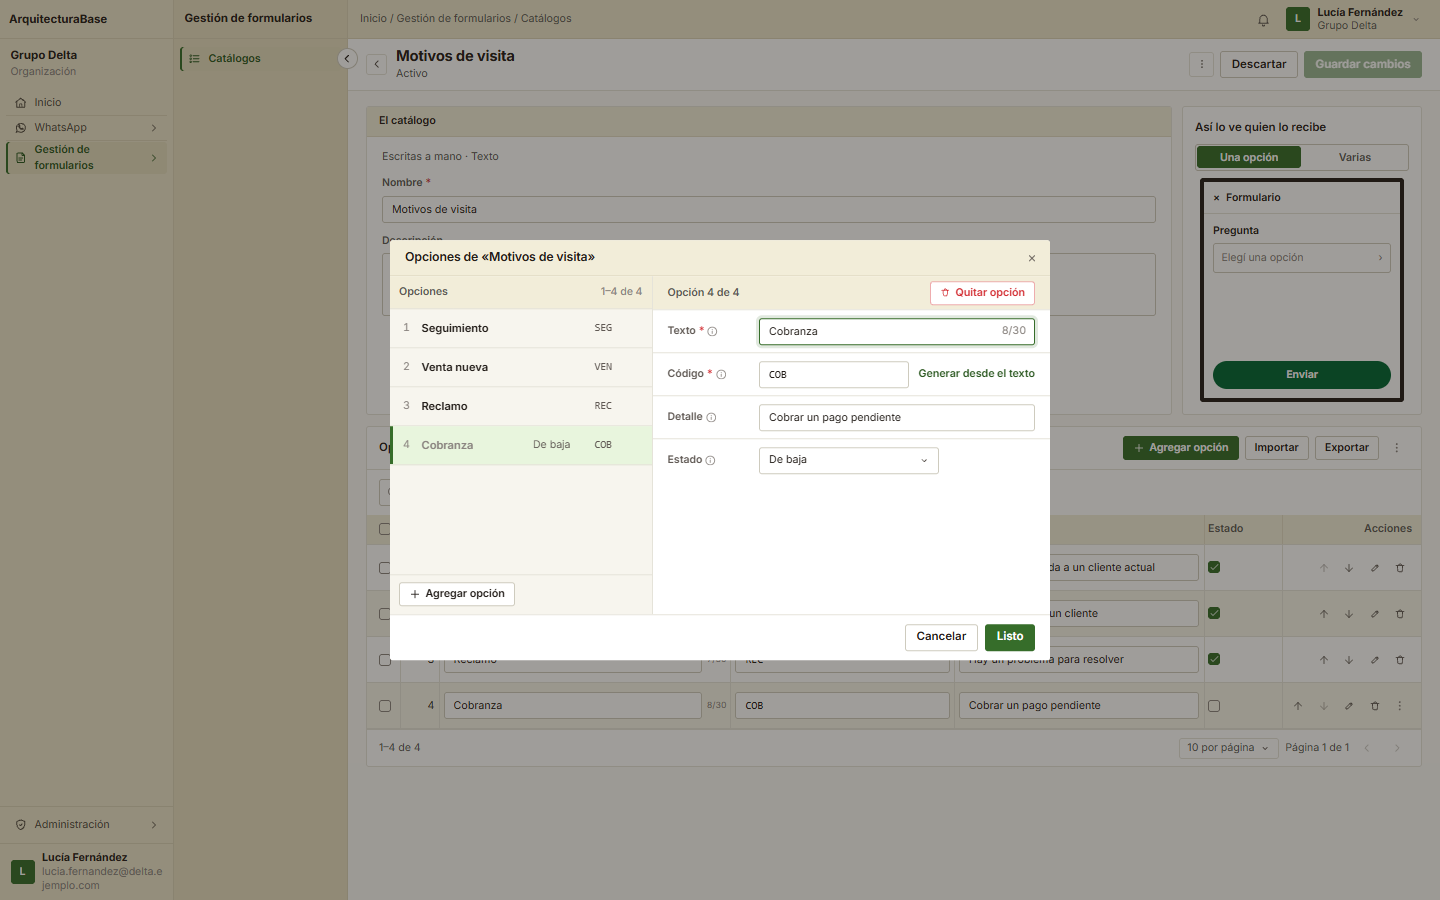 ArquitecturaBase
Grupo Delta
Organización
Inicio
WhatsApp
Gestión de
formularios
Administración
L
Lucía Fernández
lucia.fernandez@delta.e
jemplo.com
Gestión de formularios
Catálogos
Inicio / Gestión de formularios / Catálogos
L
Lucía Fernández
Grupo Delta
Motivos de visita
Activo
Descartar
Guardar cambios
El catálogo
Escritas a mano · Texto
Nombre *
Motivos de visita
Así lo ve quien lo recibe
Una opción
Varias
× Formulario
Pregunta
Elegí una opción
Enviar
Opciones de «Motivos de visita»
×
Opciones
1–4 de 4
1 Seguimiento SEG
2 Venta nueva VEN
3 Reclamo REC
4 Cobranza De baja COB
Agregar opción
Opción 4 de 4
Quitar opción
Texto *
Cobranza 8/30
Código *
COB
Generar desde el texto
Detalle
Cobrar un pago pendiente
Estado
De baja
Cancelar
Listo
Agregar opción
Importar
Exportar
Estado
Acciones
da a un cliente actual
un cliente
3 Reclamo REC Hay un problema para resolver
4 Cobranza 8/30 COB Cobrar un pago pendiente
1–4 de 4
10 por página
Página 1 de 1